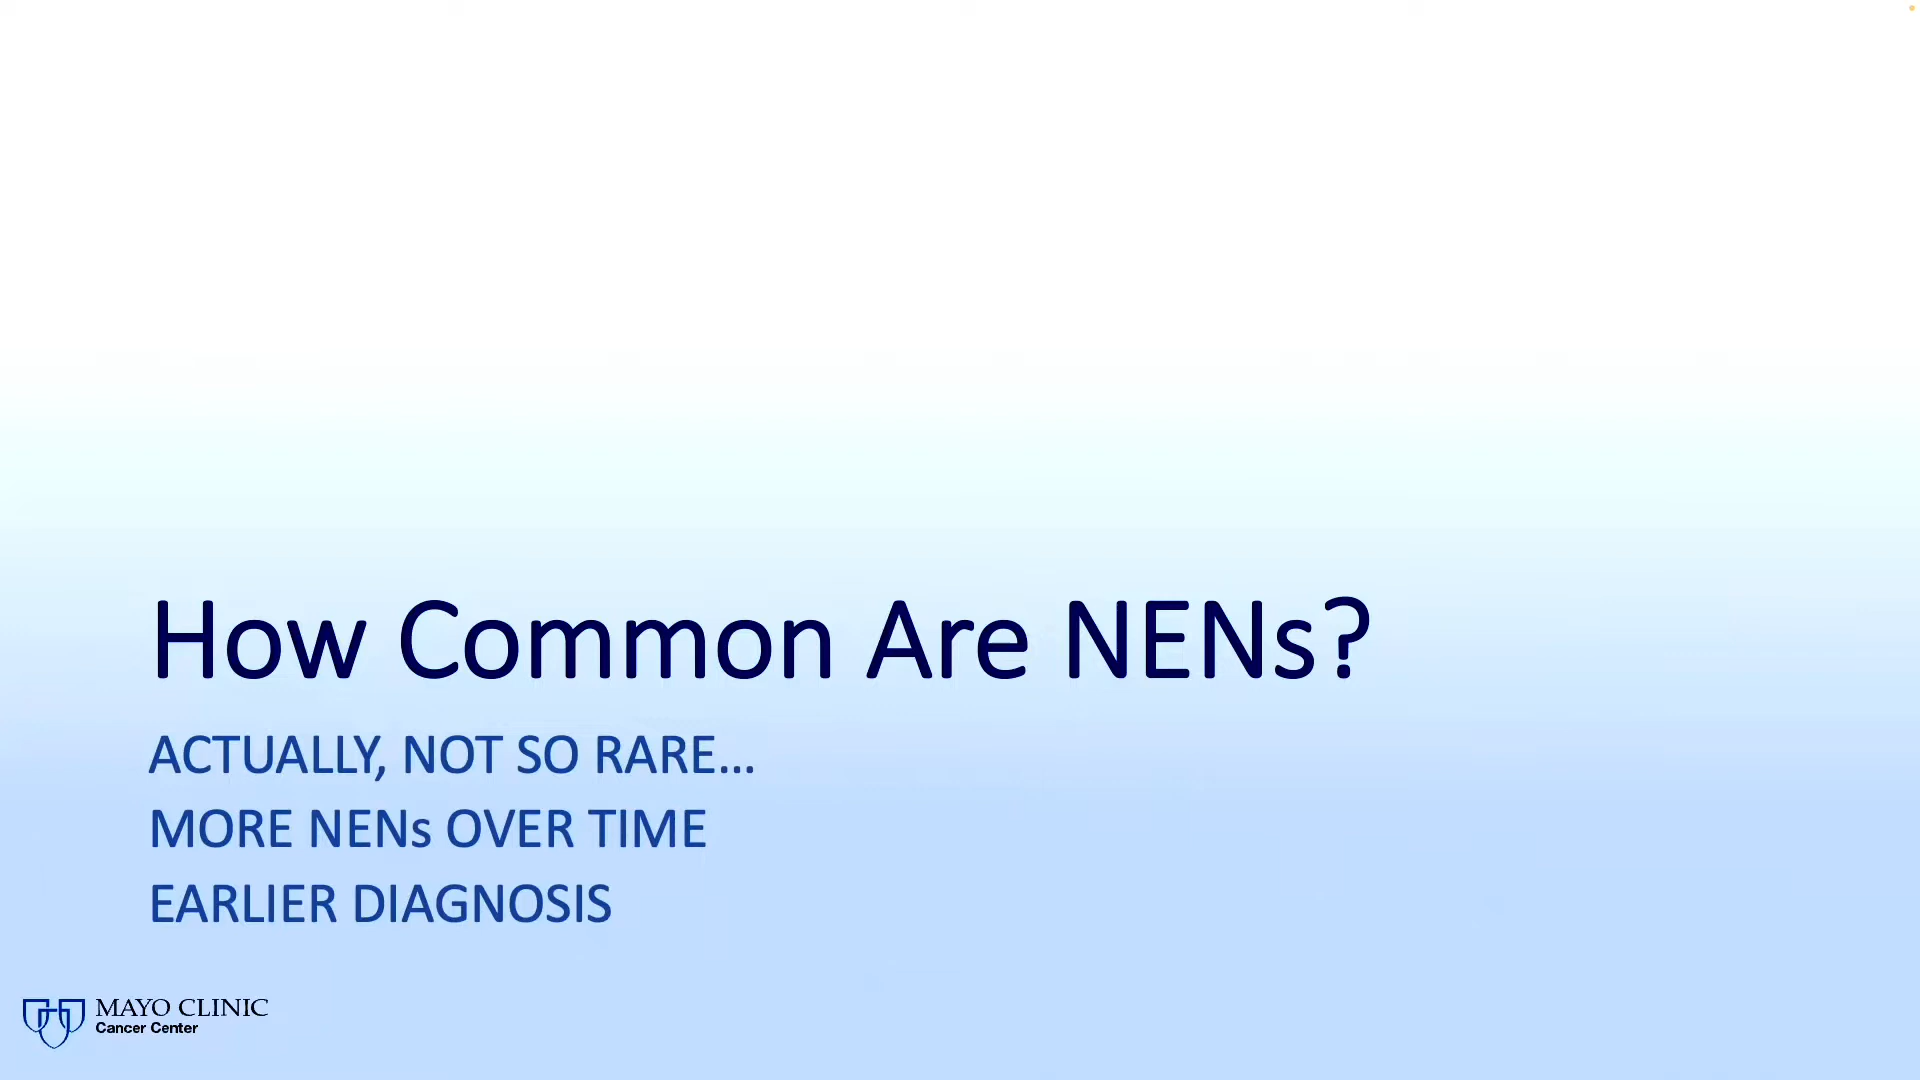 How Common Are NENs?
ACTUALLY, NOT SO RARE...
MORE NENs OVER TIME
EARLIER DIAGNOSIS
MAYO CLINIC
Cancer Center